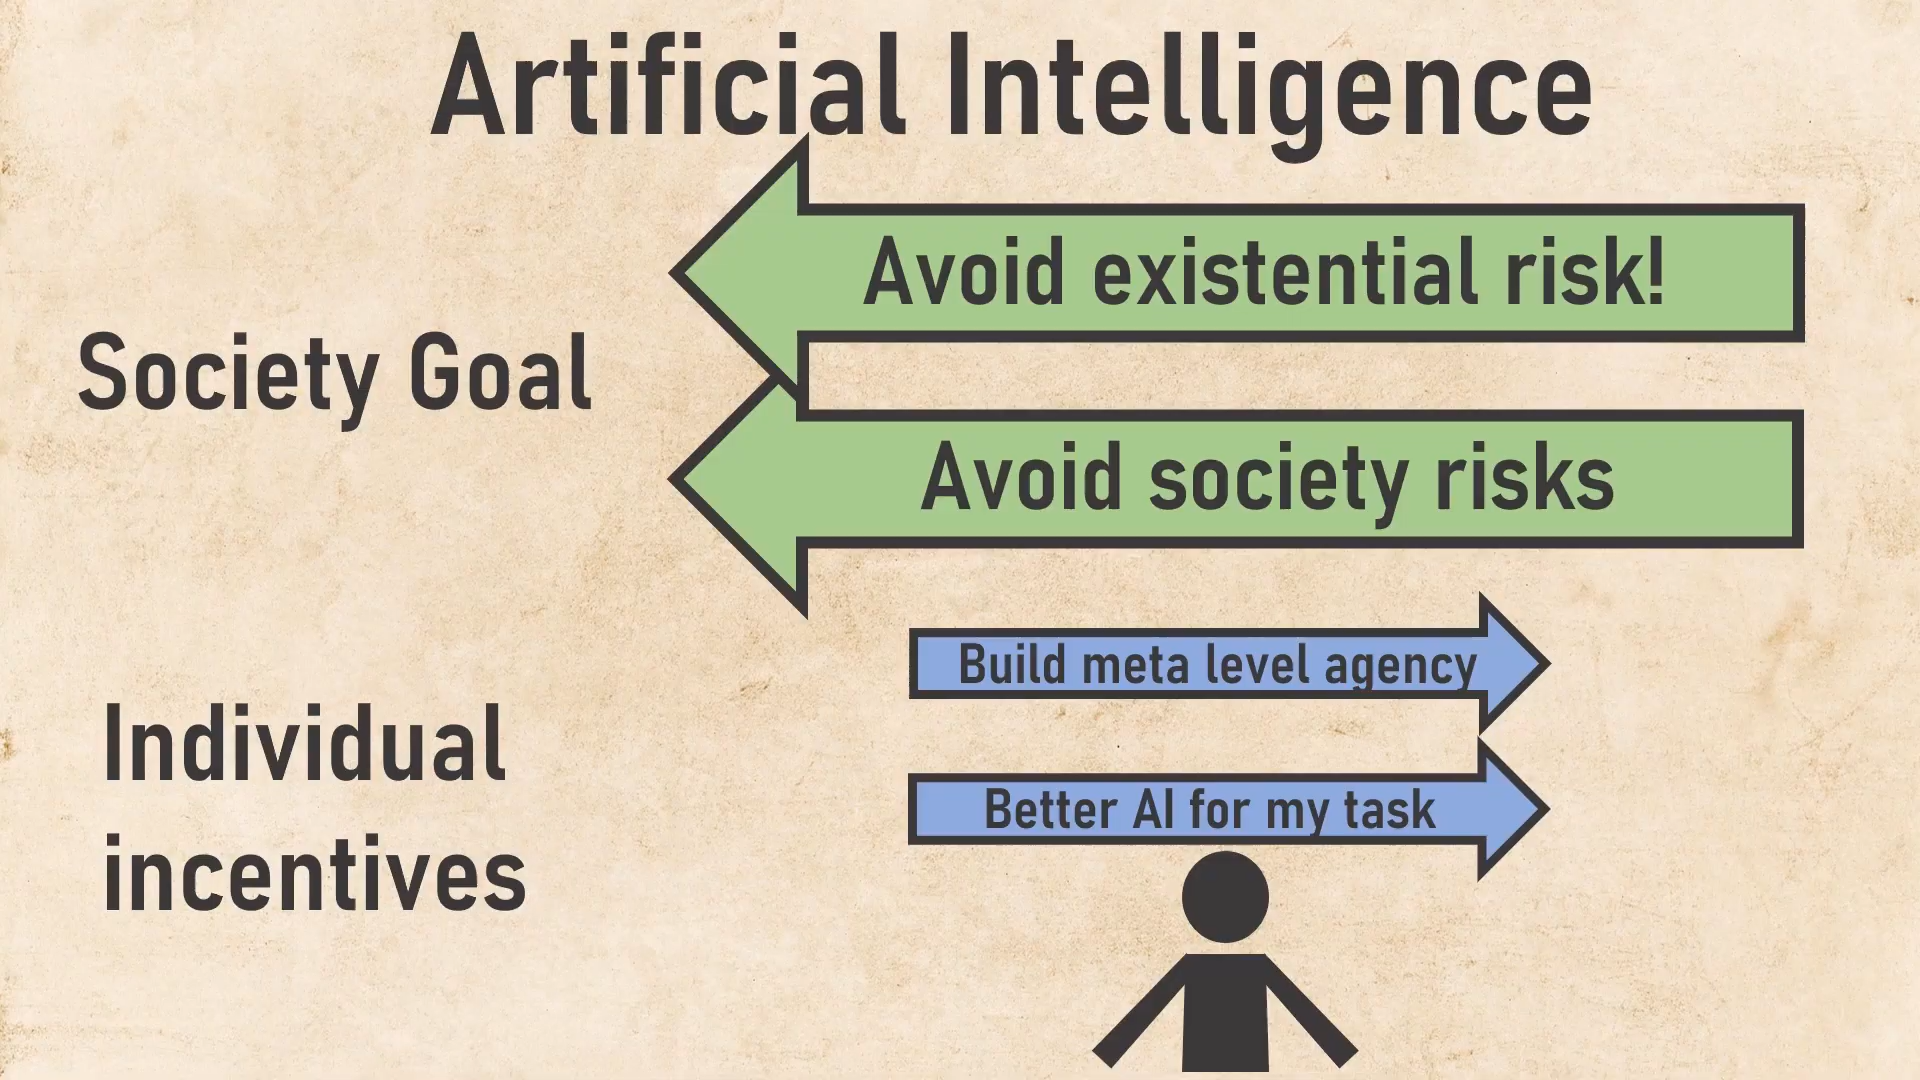 Artificial Intelligence
Avoid existential risk!
Society Goal
Avoid society risks
Build meta level agency
Individual
incentives
Better AI for my task